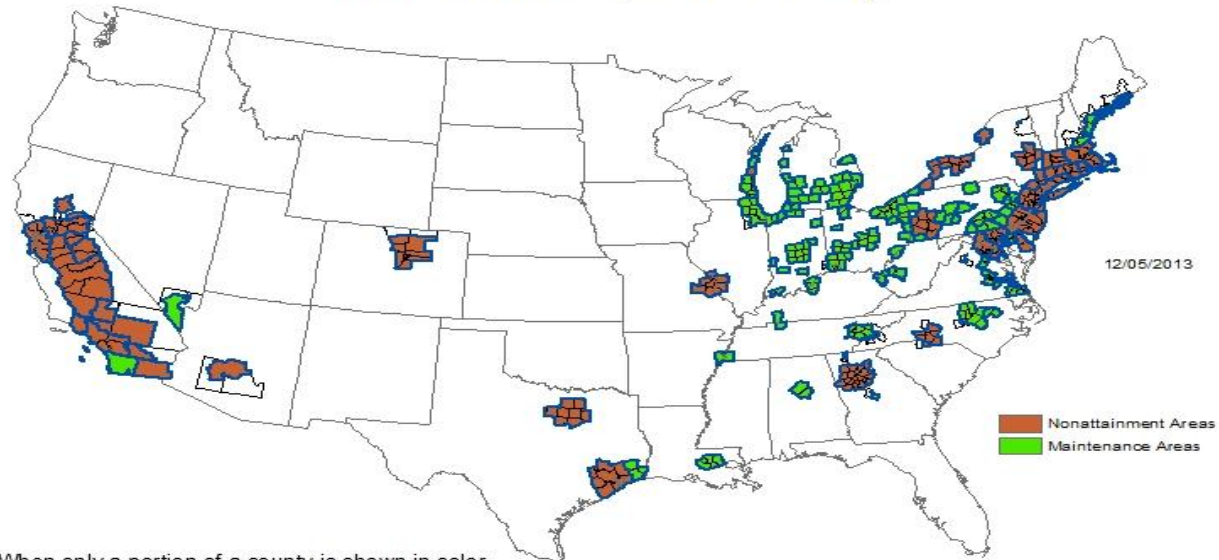 12/05/2013
Nonattainment Areas
Maintenance Areas
When only a portion of a county is shown in color,